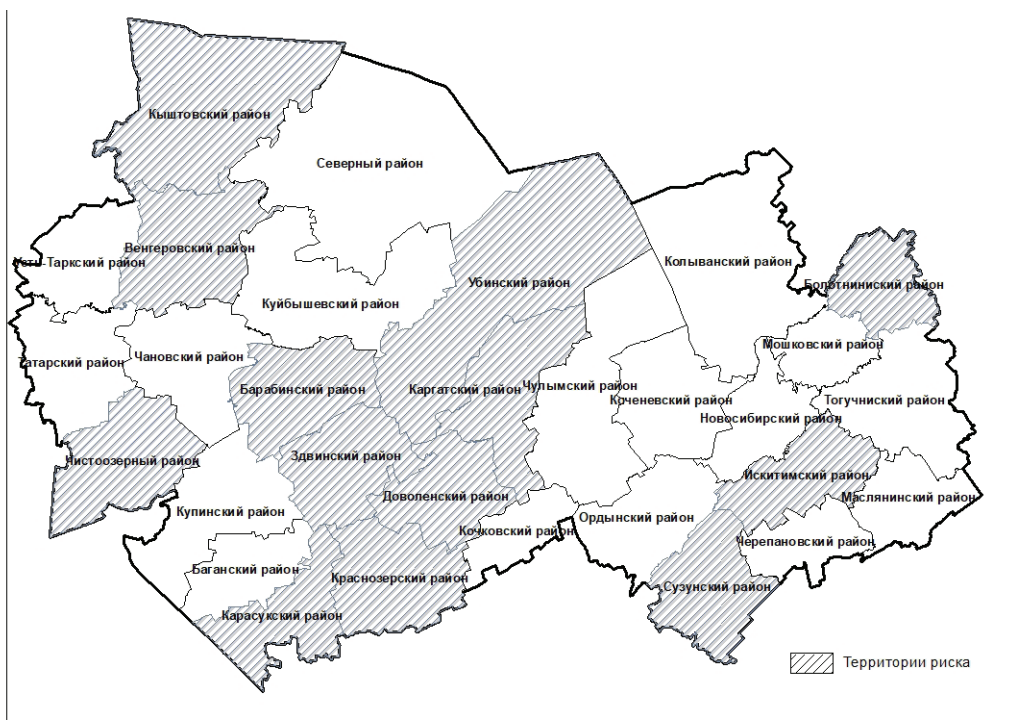 Кыштовский район
Северный район
Венгеровский район
Усть-Таркский район
Убинский район
Колыванский район
Болотниниский район
Куйбышевский район
Мошковский район
Татарский район
Чановский район
Барабинский район
Каргатский район
Чулымский район
Коченевский район
Тогучниский район
Новосибирский район
Чистоозерный район
Здвинский район
Искитимский район
Доволенский район
Маслянинский район
Купинский район
Ордынский район
Кочковский район
Черепановский район
Баганский район
Краснозерский район
Сузунский район
Карасукский район
Территории риска